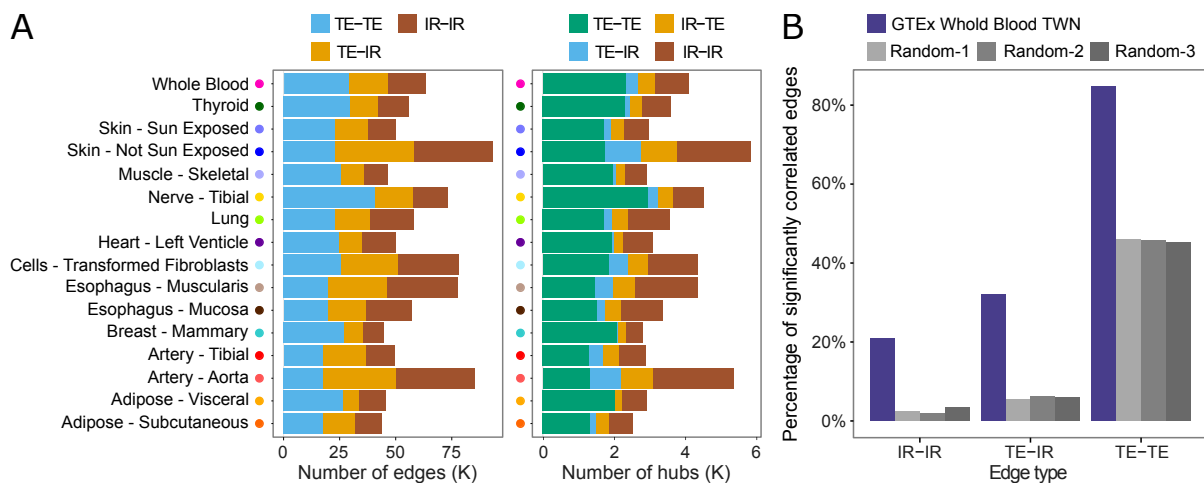 A
TE−TE IR−IR
TE−IR
TE−TE IR−TE
TE−IR IR−IR
Whole Blood
Thyroid
Skin - Sun Exposed
Skin - Not Sun Exposed
Muscle - Skeletal
Nerve - Tibial
Lung
Heart - Left Venticle
Cells - Transformed Fibroblasts
Esophagus - Muscularis
Esophagus - Mucosa
Breast - Mammary
Artery - Tibial
Artery - Aorta
Adipose - Visceral
Adipose - Subcutaneous
0 25 50 75
Number of edges (K)
0 2 4 6
Number of hubs (K)
B
GTEx Whold Blood TWN
Random-1 Random-2 Random-3
Percentage of significantly correlated edges
80%
60%
40%
20%
0%
IR−IR TE−IR TE−TE
Edge type